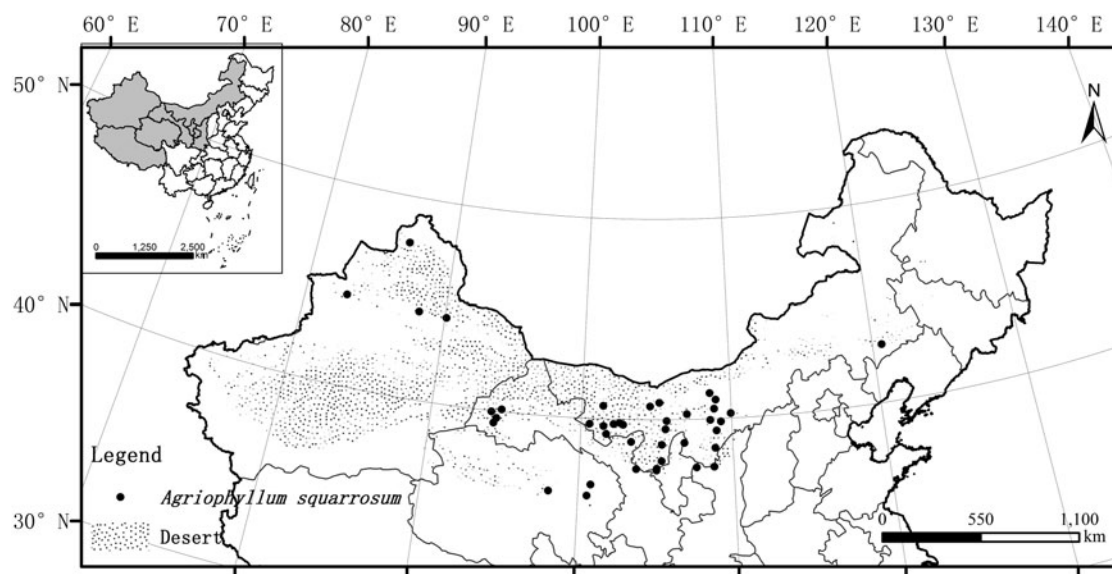 60° E 70° E 80° E 90° E 100° E 110° E 120° E 130° E 140° E
50° N
N
0 1,250 2,500
km
40° N
Legend
Agriophyllum squarrosum
30° N
Desert
0 550 1,100
km